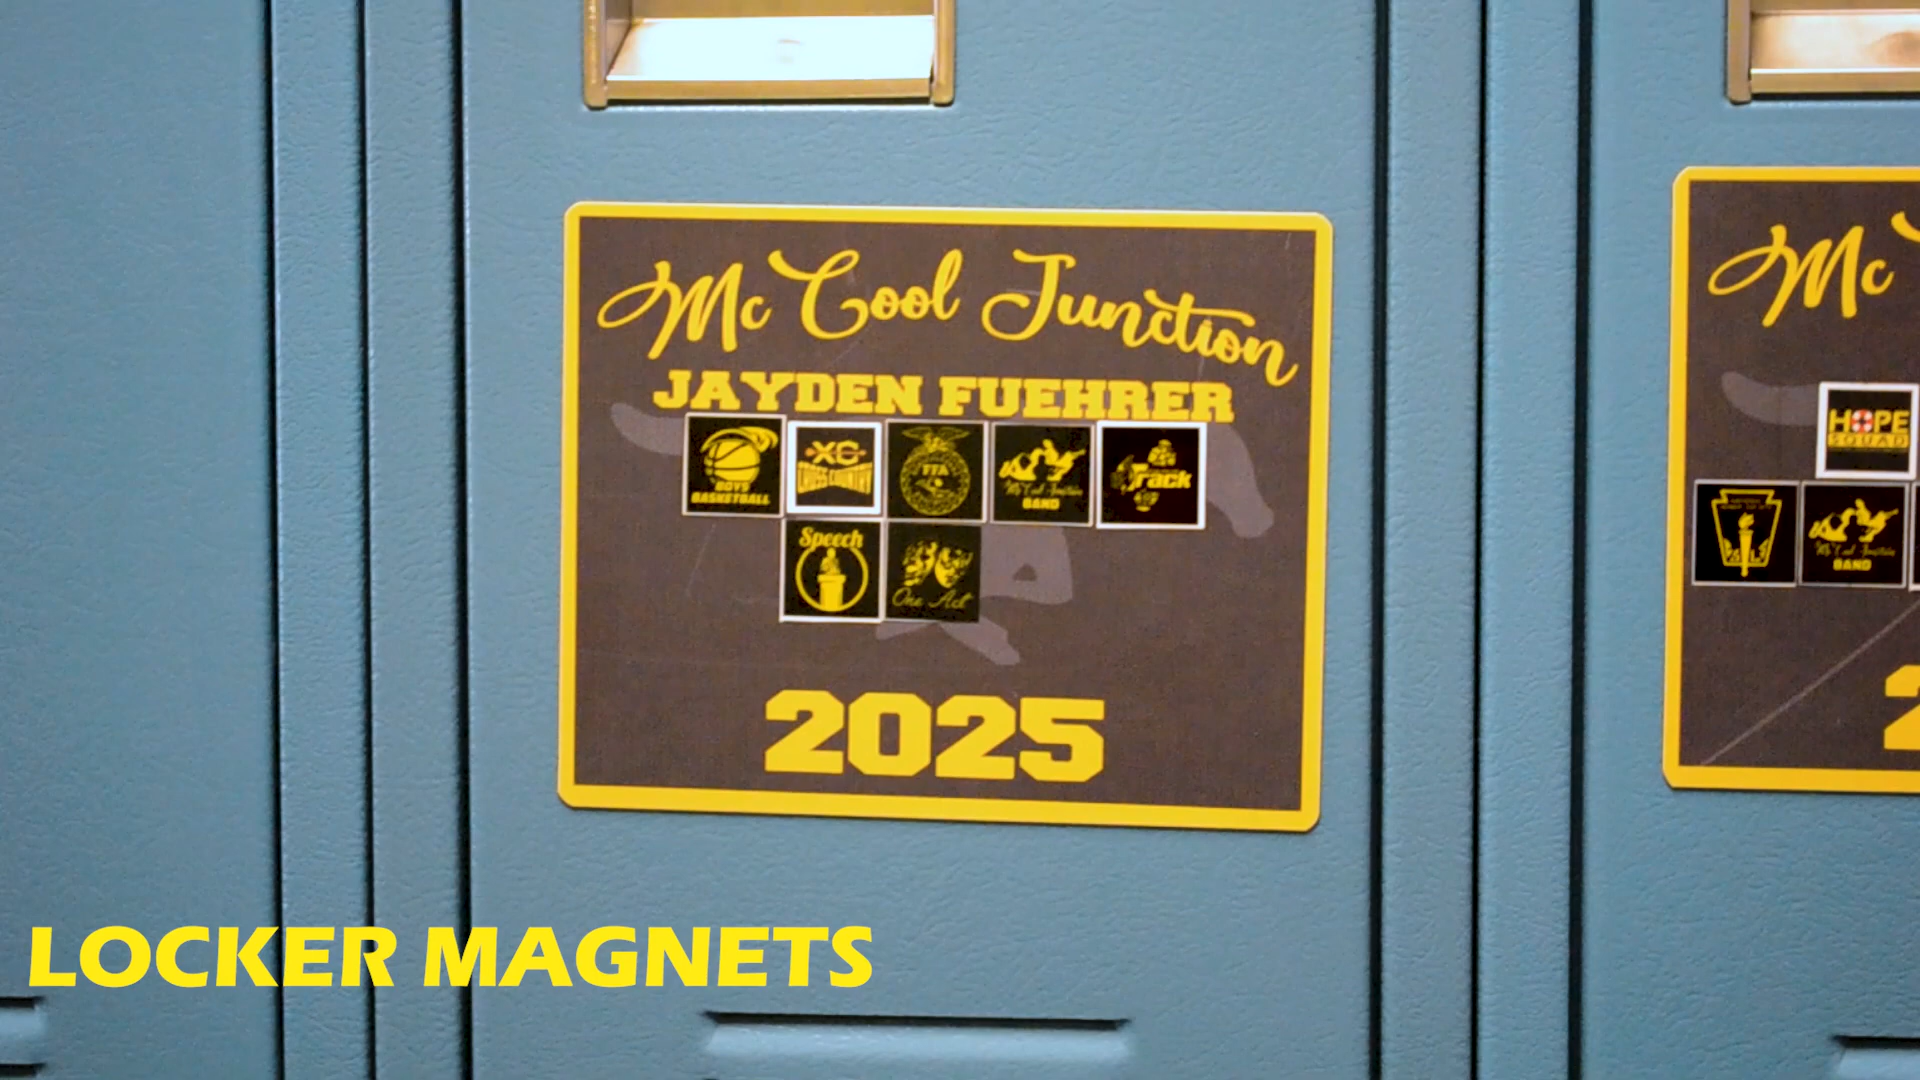 Mc Cool Junction
JAYDEN FUEHRER
BOYS
BASKETBALL
XC
CROSS COUNTRY
FFA
Mc Cool Junction
BAND
Track
Speech
One Act
2025
Mc
HOPE
SQUAD
Mc Cool Junction
BAND
2
LOCKER MAGNETS